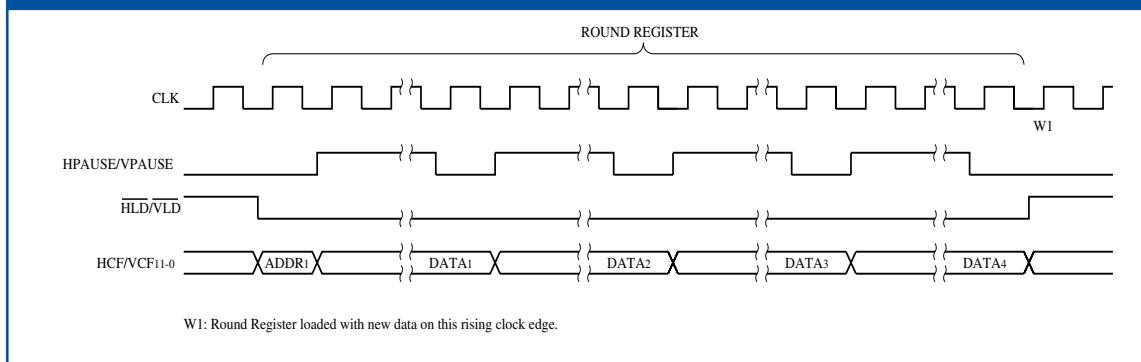 ROUND REGISTER
CLK
W1
HPAUSE/VPAUSE
HLD/VLD
HCF/VCF11-0
ADDR1
DATA1
DATA2
DATA3
DATA4
W1: Round Register loaded with new data on this rising clock edge.